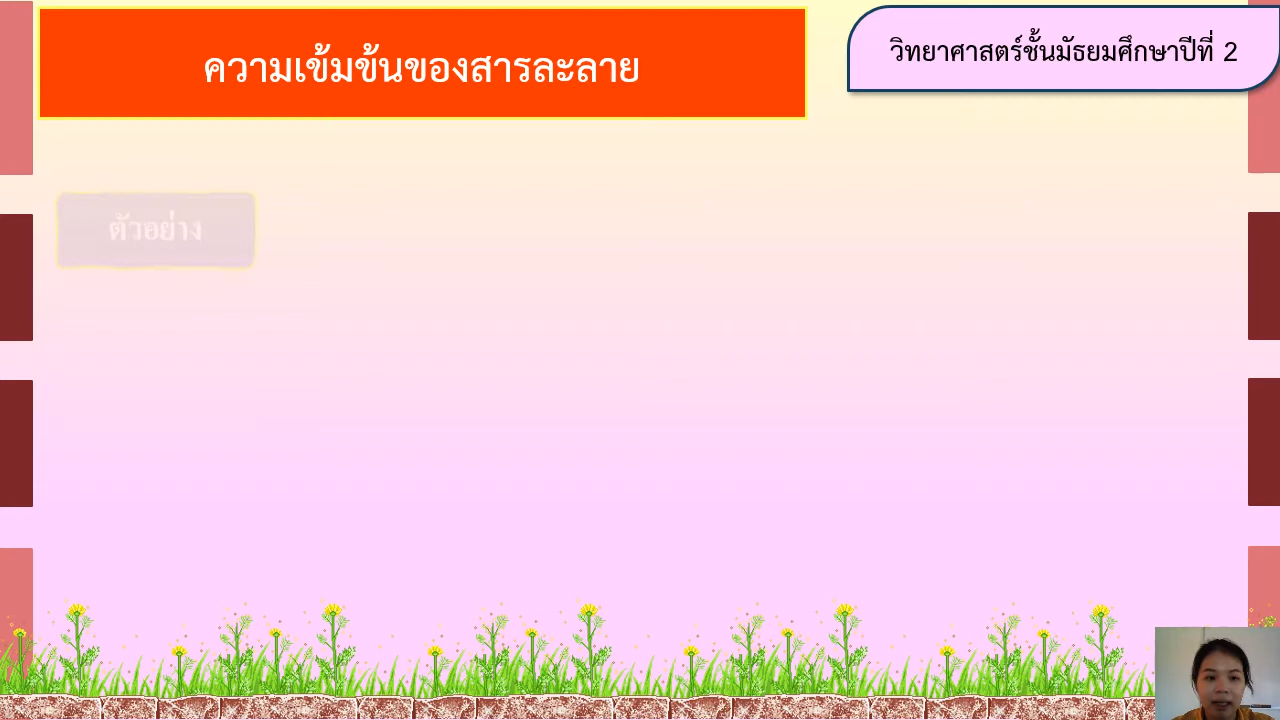 ความเข้มข้นของสารละลาย
วิทยาศาสตร์ชั้นมัธยมศึกษาปีที่ 2
ตัวอย่าง